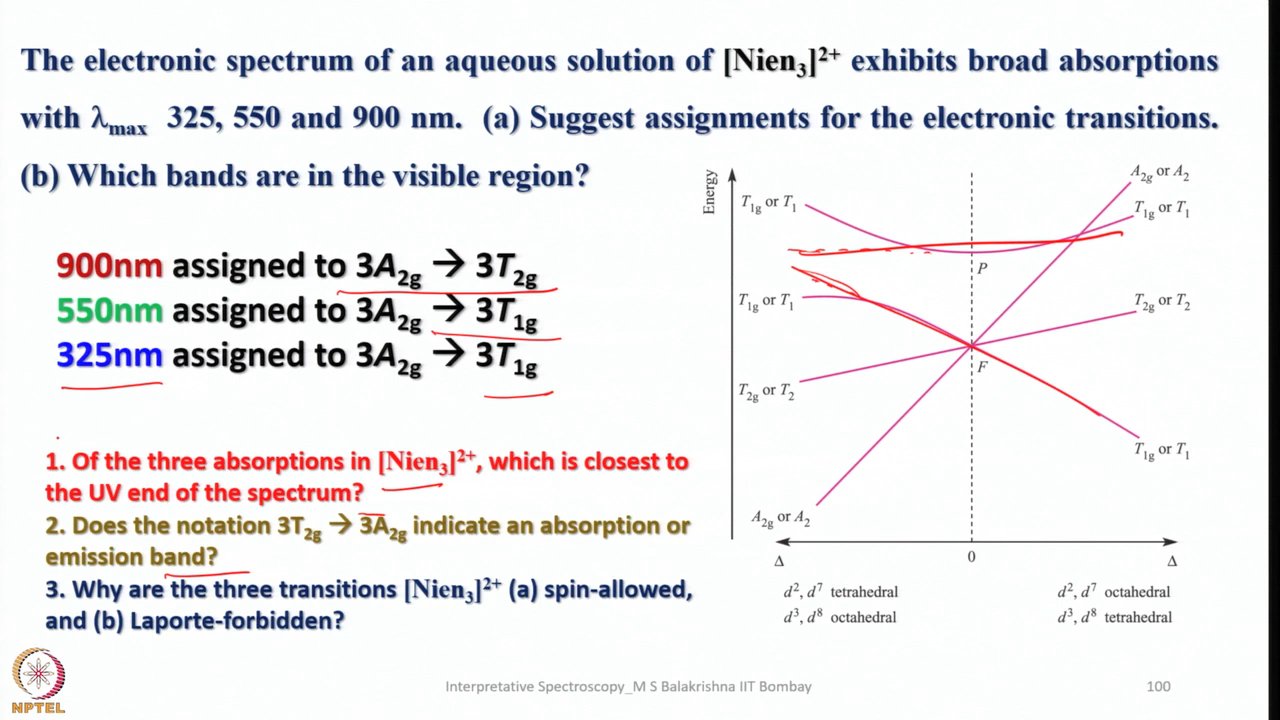 The electronic spectrum of an aqueous solution of [Nien₃]²⁺ exhibits broad absorptions
with λmax 325, 550 and 900 nm. (a) Suggest assignments for the electronic transitions.
(b) Which bands are in the visible region?
900nm assigned to 3A₂g → 3T₂g
550nm assigned to 3A₂g → 3T₁g
325nm assigned to 3A₂g → 3T₁g
1. Of the three absorptions in [Nien₃]²⁺, which is closest to
the UV end of the spectrum?
2. Does the notation 3T₂g → 3A₂g indicate an absorption or
emission band?
3. Why are the three transitions [Nien₃]²⁺ (a) spin-allowed,
and (b) Laporte-forbidden?
Energy
T₁g or T₁
T₁g or T₁
T₂g or T₂
A₂g or A₂
P
F
A₂g or A₂
T₁g or T₁
T₂g or T₂
T₁g or T₁
Δ
0
Δ
d², d⁷ tetrahedral
d³, d⁸ octahedral
d², d⁷ octahedral
d³, d⁸ tetrahedral
NPTEL
Interpretative Spectroscopy_M S Balakrishna IIT Bombay
100